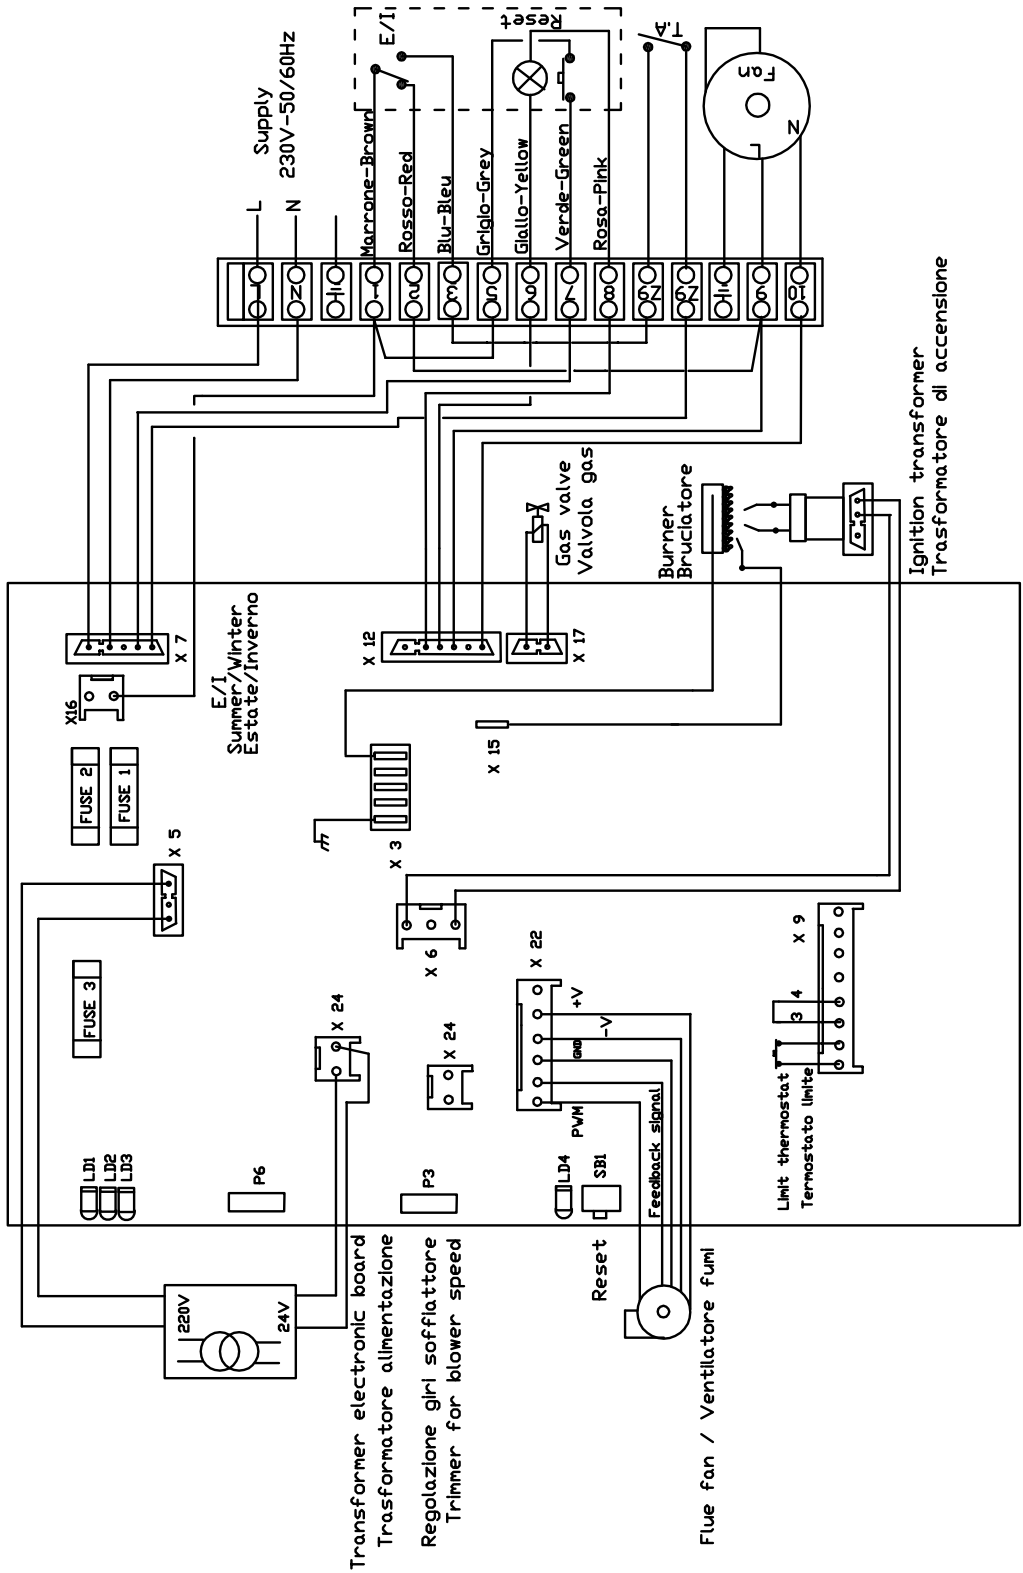 Supply
230V-50/60Hz
L
N
E/I
Reset
T.A
Fan
L
N
Marrone-Brown
Rosso-Red
Blu-Bleu
Grigio-Grey
Giallo-Yellow
Verde-Green
Rosa-Pink
L
N
1
2
3
5
6
7
8
Z9
Z9
9
10
Ignition transformer
Trasformatore di accensione
Gas valve
Valvola gas
Burner
Bruciatore
X 7
X 12
X 17
X16
E/I
Summer/Winter
Estate/Inverno
FUSE 2
FUSE 1
X 15
X 5
X 3
FUSE 3
X 6
X 22
X 9
X 24
X 24
+V
-V
GND
PWM
4
3
Feedback signal
Limit thermostat
Termostato limite
LD1
LD2
LD3
P6
P3
LD4
SB1
Reset
220V
24V
Transformer electronic board
Trasformatore alimentazione
Regolazione giri soffiattore
Trimmer for blower speed
Flue fan / Ventilatore fumi